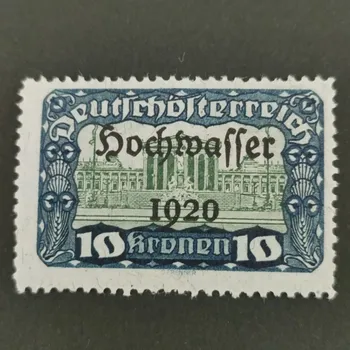 Deutschösterreich
Hochwasser
1920
10 Kronen 10